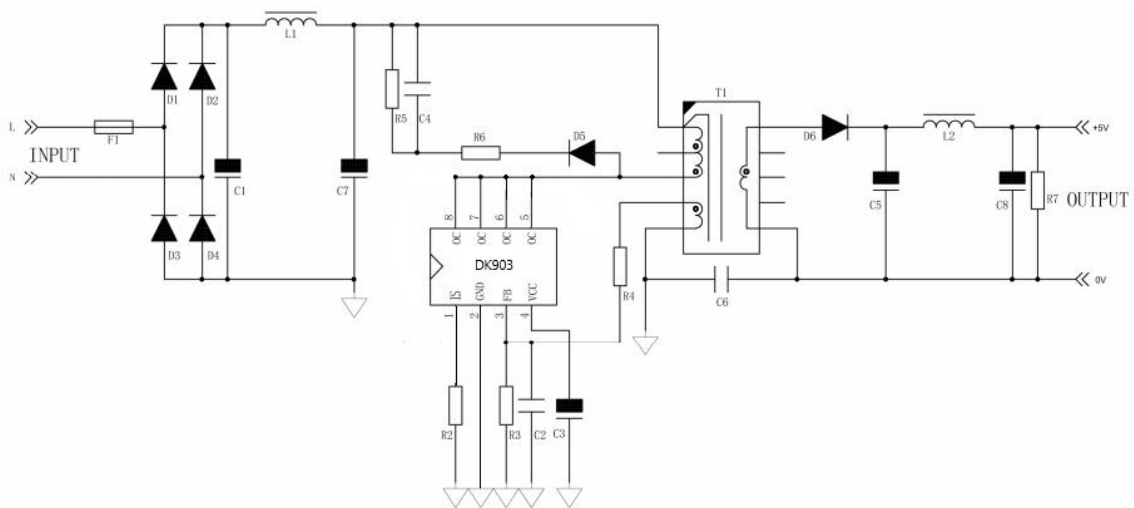 L1
D1
D2
R5
C4
T1
L
F1
INPUT
N
C1
C7
R6
D5
D6
L2
+5V
C5
C8
R7
OUTPUT
8
7
6
5
OC
OC
OC
OC
DK903
IS
GND
FB
VCC
1
2
3
4
D3
D4
R4
C6
0V
R2
R3
C2
C3